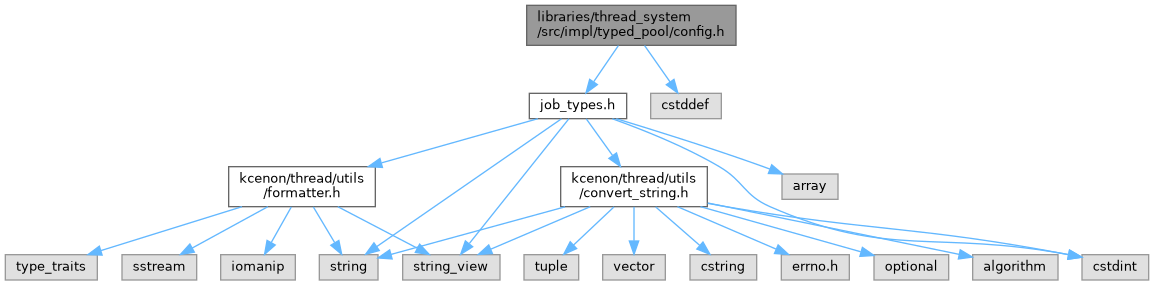 libraries/thread_system
/src/impl/typed_pool/config.h
job_types.h
cstddef
kcenon/thread/utils
/formatter.h
kcenon/thread/utils
/convert_string.h
array
type_traits
sstream
iomanip
string
string_view
tuple
vector
cstring
errno.h
optional
algorithm
cstdint